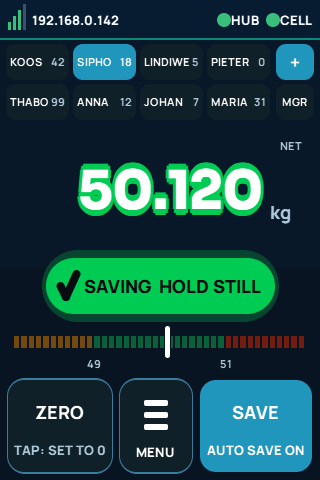 192.168.0.142 HUB CELL
KOOS 42 SIPHO 18 LINDIWE 5 PIETER 0 +
THABO 99 ANNA 12 JOHAN 7 MARIA 31 MGR
NET
50.120 kg
SAVING HOLD STILL
49 51
ZERO MENU SAVE
TAP: SET TO 0 AUTO SAVE ON